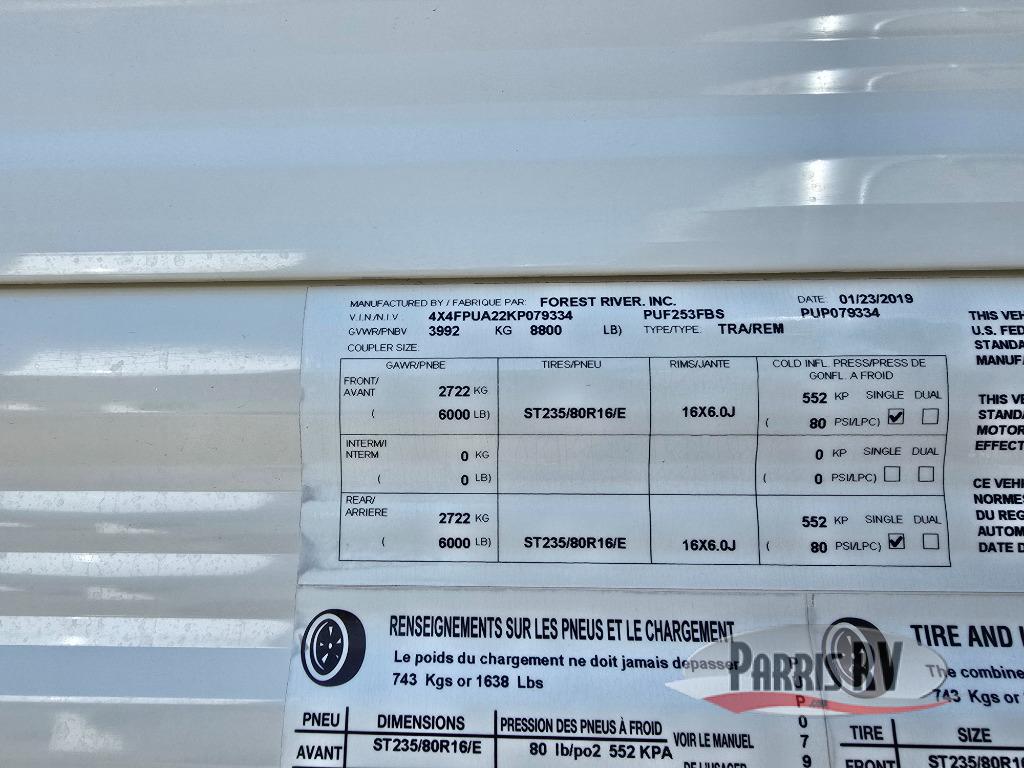 MANUFACTURED BY / FABRIQUE PAR: FOREST RIVER, INC. DATE: 01/23/2019
V.I.N./N.I.V.: 4X4FPUA22KP079334 PUF253FBS PUP079334
GVWR/PNBV 3992 KG 8800 LB) TYPE/TYPE: TRA/REM
COUPLER SIZE:
GAWR/PNBE TIRES/PNEU RIMS/JANTE COLD INFL. PRESS/PRESS DE
GONFL. A FROID
FRONT/
AVANT 2722 KG 552 KP SINGLE DUAL
( 6000 LB) ST235/80R16/E 16X6.0J ( 80 PSI/LPC)
INTERM/I
NTERM 0 KG 0 KP SINGLE DUAL
( 0 LB) ( 0 PSI/LPC)
REAR/
ARRIERE 2722 KG 552 KP SINGLE DUAL
( 6000 LB) ST235/80R16/E 16X6.0J ( 80 PSI/LPC)
THIS VEH
U.S. FED
STANDA
MANUFA
THIS VE
STANDA
MOTOR
EFFECT
CE VEHI
NORMES
DU REG
AUTOM
DATE D
RENSEIGNEMENTS SUR LES PNEUS ET LE CHARGEMENT
Le poids du chargement ne doit jamais depasser
743 Kgs or 1638 Lbs
PNEU DIMENSIONS PRESSION DES PNEUS À FROID VOIR LE MANUEL
AVANT ST235/80R16/E 80 lb/po2 552 KPA DE L'USAGER
PARRIS RV
.com
TIRE AND
The combine
743 Kgs or
TIRE SIZE
FRONT ST235/80R16